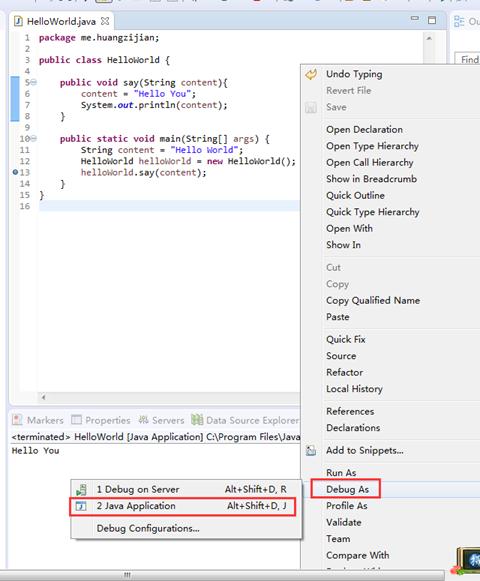 HelloWorld.java
Ou
1 package me.huangzijian;
2
3 public class HelloWorld {
4
5 public void say(String content){
6 content = "Hello You";
7 System.out.println(content);
8 }
9
10 public static void main(String[] args) {
11 String content = "Hello World";
12 HelloWorld helloWorld = new HelloWorld();
13 helloWorld.say(content);
14 }
15 }
16
Find
Undo Typing
Revert File
Save
Open Declaration
Open Type Hierarchy
Open Call Hierarchy
Show in Breadcrumb
Quick Outline
Quick Type Hierarchy
Open With
Show In
Cut
Copy
Copy Qualified Name
Paste
Quick Fix
Source
Refactor
Local History
References
Declarations
Add to Snippets...
Run As
Debug As
Profile As
Validate
Team
Compare With
Markers Properties Servers Data Source Explorer
<terminated> HelloWorld [Java Application] C:\Program Files\Java
Hello You
1 Debug on Server Alt+Shift+D, R
2 Java Application Alt+Shift+D, J
Debug Configurations...